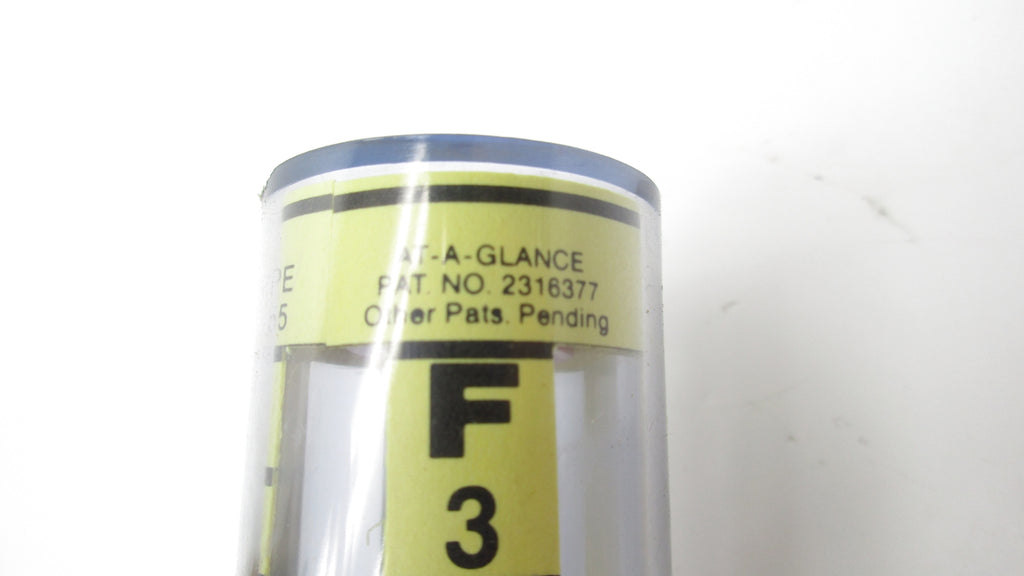 AT-A-GLANCE
PAT. NO. 2316377
Other Pats. Pending
F
3